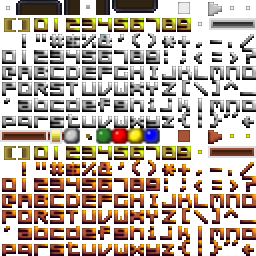 []0123456789
!"#$%&'()*+,-./
0123456789:;<=>?
@ABCDEFGHIJKLMNO
PQRSTUVWXYZ[\]^_
'abcdefghijklmno
pqrstuvwxyz{|}~
[]0123456789
!"#$%&'()*+,-./
0123456789:;<=>?
@ABCDEFGHIJKLMNO
PQRSTUVWXYZ[\]^_
'abcdefghijklmno
pqrstuvwxyz{|}~